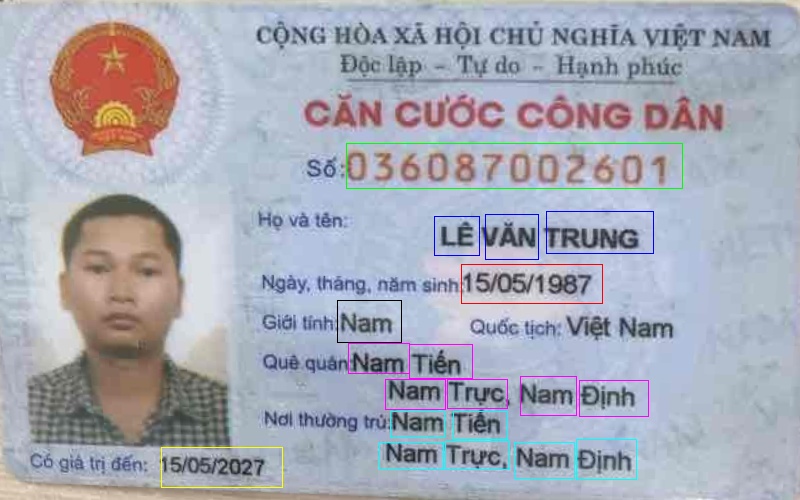 CỘNG HÒA XÃ HỘI CHỦ NGHĨA VIỆT NAM
Độc lập – Tự do – Hạnh phúc
CĂN CƯỚC CÔNG DÂN
Số: 036087002601
Họ và tên:
LÊ VĂN TRUNG
Ngày, tháng, năm sinh: 15/05/1987
Giới tính: Nam Quốc tịch: Việt Nam
Quê quán: Nam Tiến
Nam Trực, Nam Định
Nơi thường trú: Nam Tiến
Nam Trực, Nam Định
Có giá trị đến: 15/05/2027